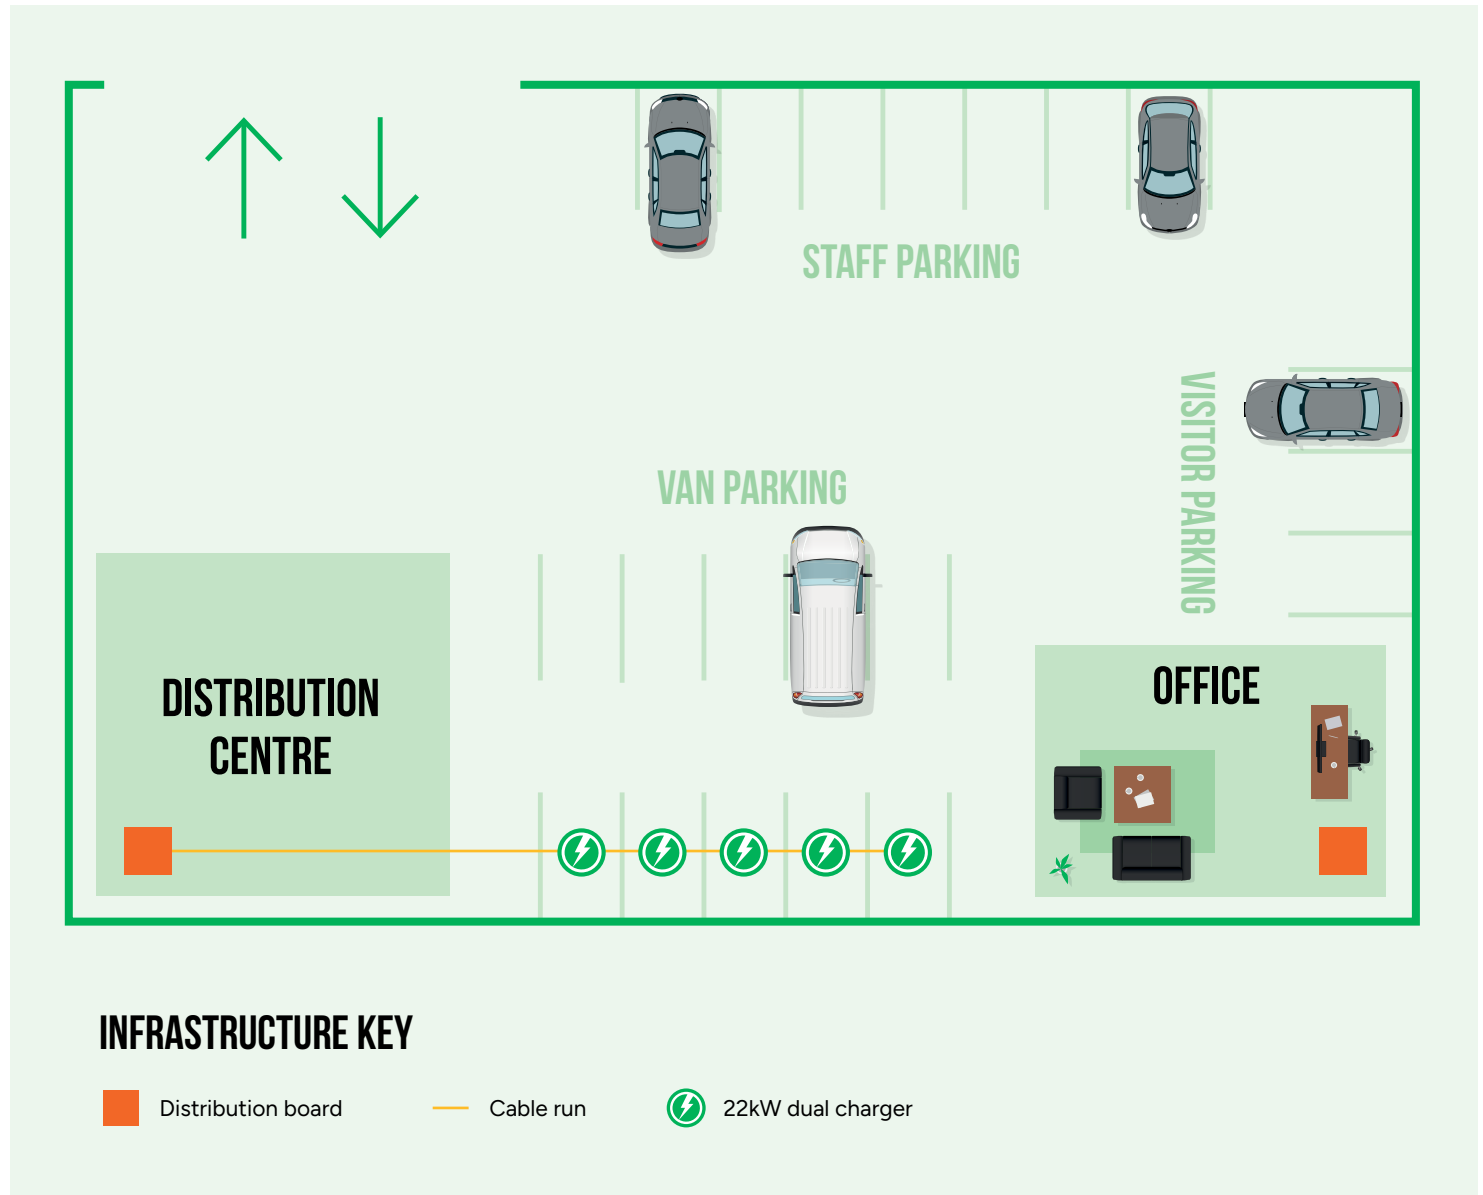 STAFF PARKING
VISITOR PARKING
VAN PARKING
DISTRIBUTION
CENTRE
OFFICE
INFRASTRUCTURE KEY
Distribution board
Cable run
22kW dual charger